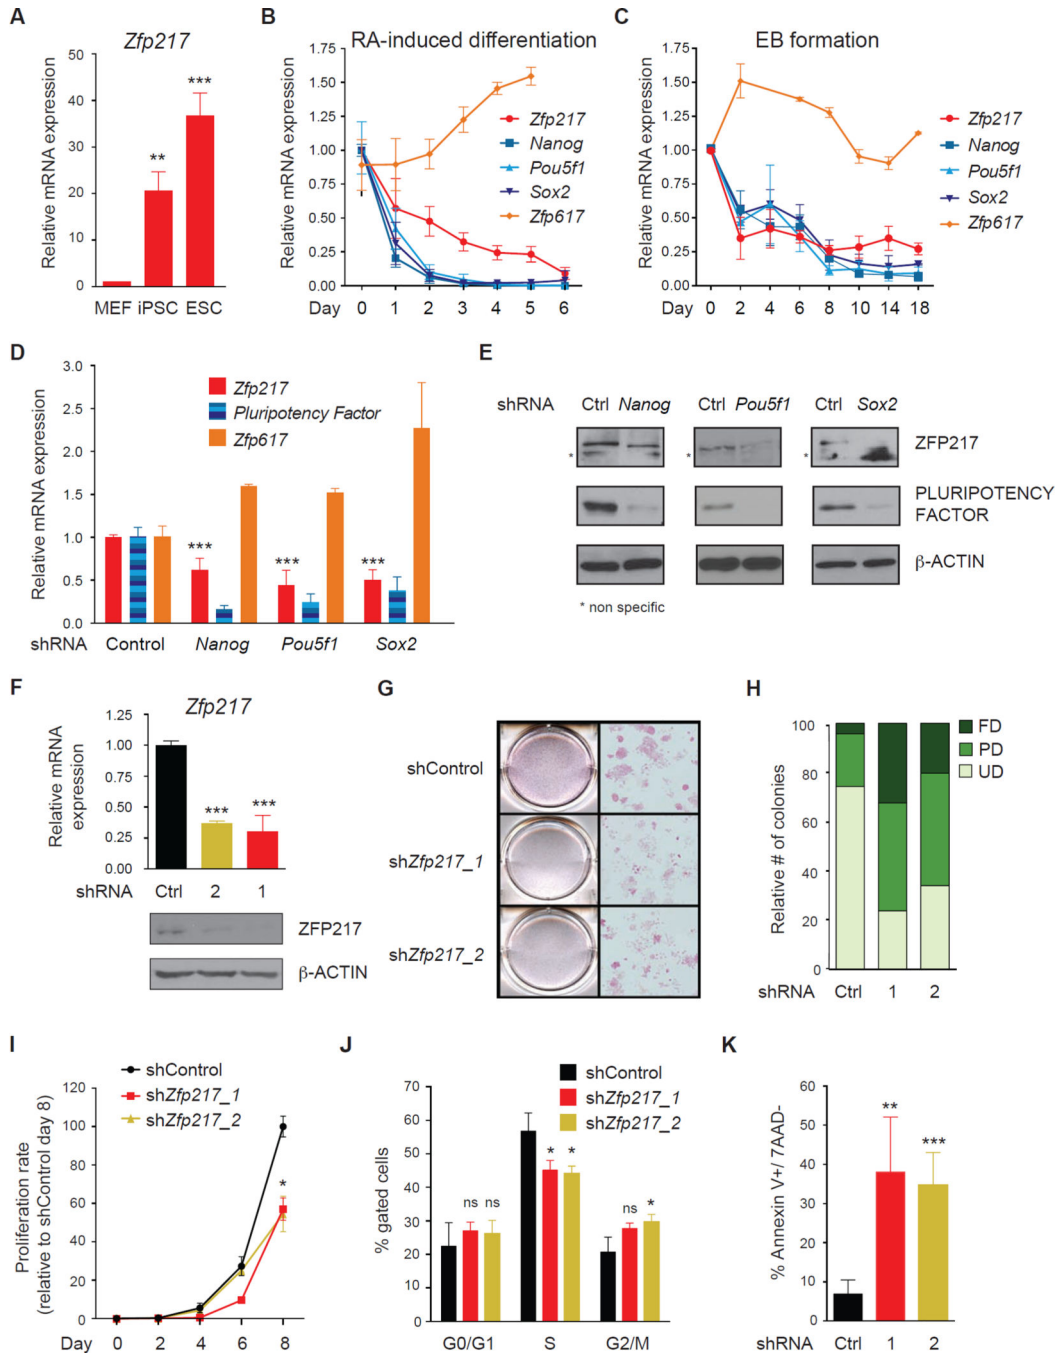 A
Zfp217
Relative mRNA expression
50
40
30
20
10
0
***
**
MEF iPSC ESC
B
RA-induced differentiation
Relative mRNA expression
1.75
1.50
1.25
1.00
0.75
0.50
0.25
0.00
Zfp217
Nanog
Pou5f1
Sox2
Zfp617
Day 0 1 2 3 4 5 6
C
EB formation
Relative mRNA expression
1.75
1.50
1.25
1.00
0.75
0.50
0.25
0.00
Zfp217
Nanog
Pou5f1
Sox2
Zfp617
Day 0 2 4 6 8 10 14 18
D
Relative mRNA expression
3.0
2.5
2.0
1.5
1.0
0.5
0.0
Zfp217
Pluripotency Factor
Zfp617
*** *** ***
shRNA Control Nanog Pou5f1 Sox2
E
shRNA Ctrl Nanog Ctrl Pou5f1 Ctrl Sox2
ZFP217
* * *
PLURIPOTENCY
FACTOR
β-ACTIN
* non specific
F
Zfp217
Relative mRNA
expression
1.25
1.00
0.75
0.50
0.25
0.00
*** ***
shRNA Ctrl 2 1
ZFP217
β-ACTIN
G
shControl
shZfp217_1
shZfp217_2
H
Relative # of colonies
100
80
60
40
20
0
FD
PD
UD
shRNA Ctrl 1 2
I
shControl
shZfp217_1
shZfp217_2
Proliferation rate
(relative to shControl day 8)
120
100
80
60
40
20
0
*
Day 0 2 4 6 8
J
shControl
shZfp217_1
shZfp217_2
% gated cells
70
60
50
40
30
20
10
0
ns ns
* *
ns *
G0/G1 S G2/M
K
% Annexin V+/ 7AAD-
60
50
40
30
20
10
0
**
***
shRNA Ctrl 1 2